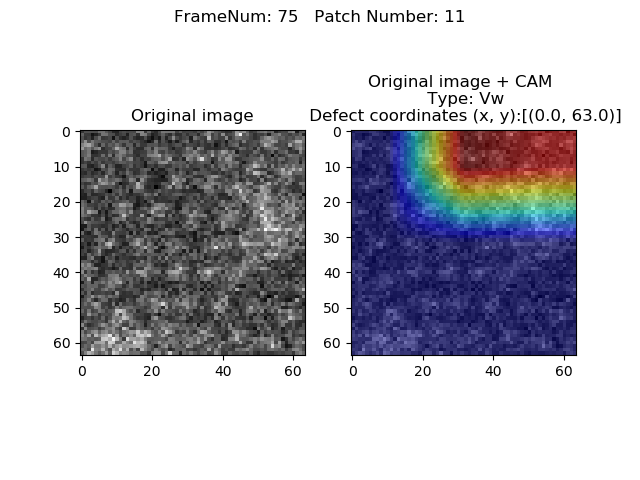 FrameNum: 75   Patch Number: 11
Original image
0
10
20
30
40
50
60
0 20 40 60
Original image + CAM
Type: Vw
Defect coordinates (x, y):[(0.0, 63.0)]
0
10
20
30
40
50
60
0 20 40 60